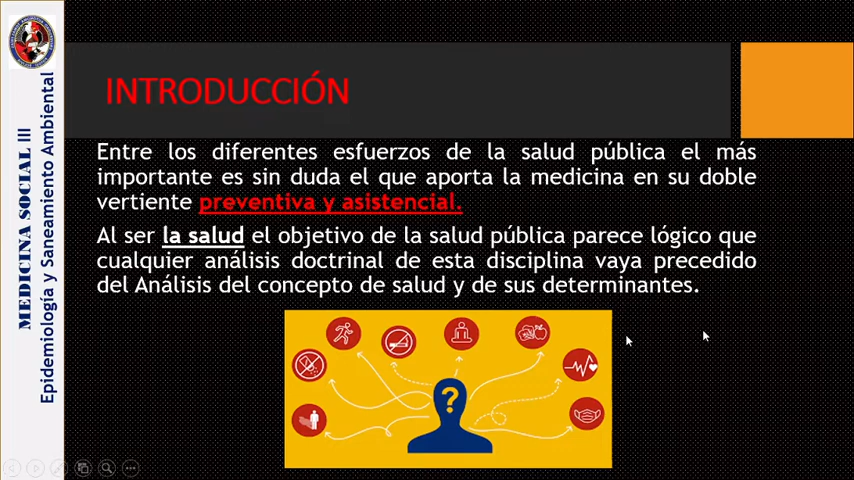 MEDICINA SOCIAL III
Epidemiología y Saneamiento Ambiental
INTRODUCCIÓN
Entre los diferentes esfuerzos de la salud pública el más
importante es sin duda el que aporta la medicina en su doble
vertiente preventiva y asistencial.
Al ser la salud el objetivo de la salud pública parece lógico que
cualquier análisis doctrinal de esta disciplina vaya precedido
del Análisis del concepto de salud y de sus determinantes.
?